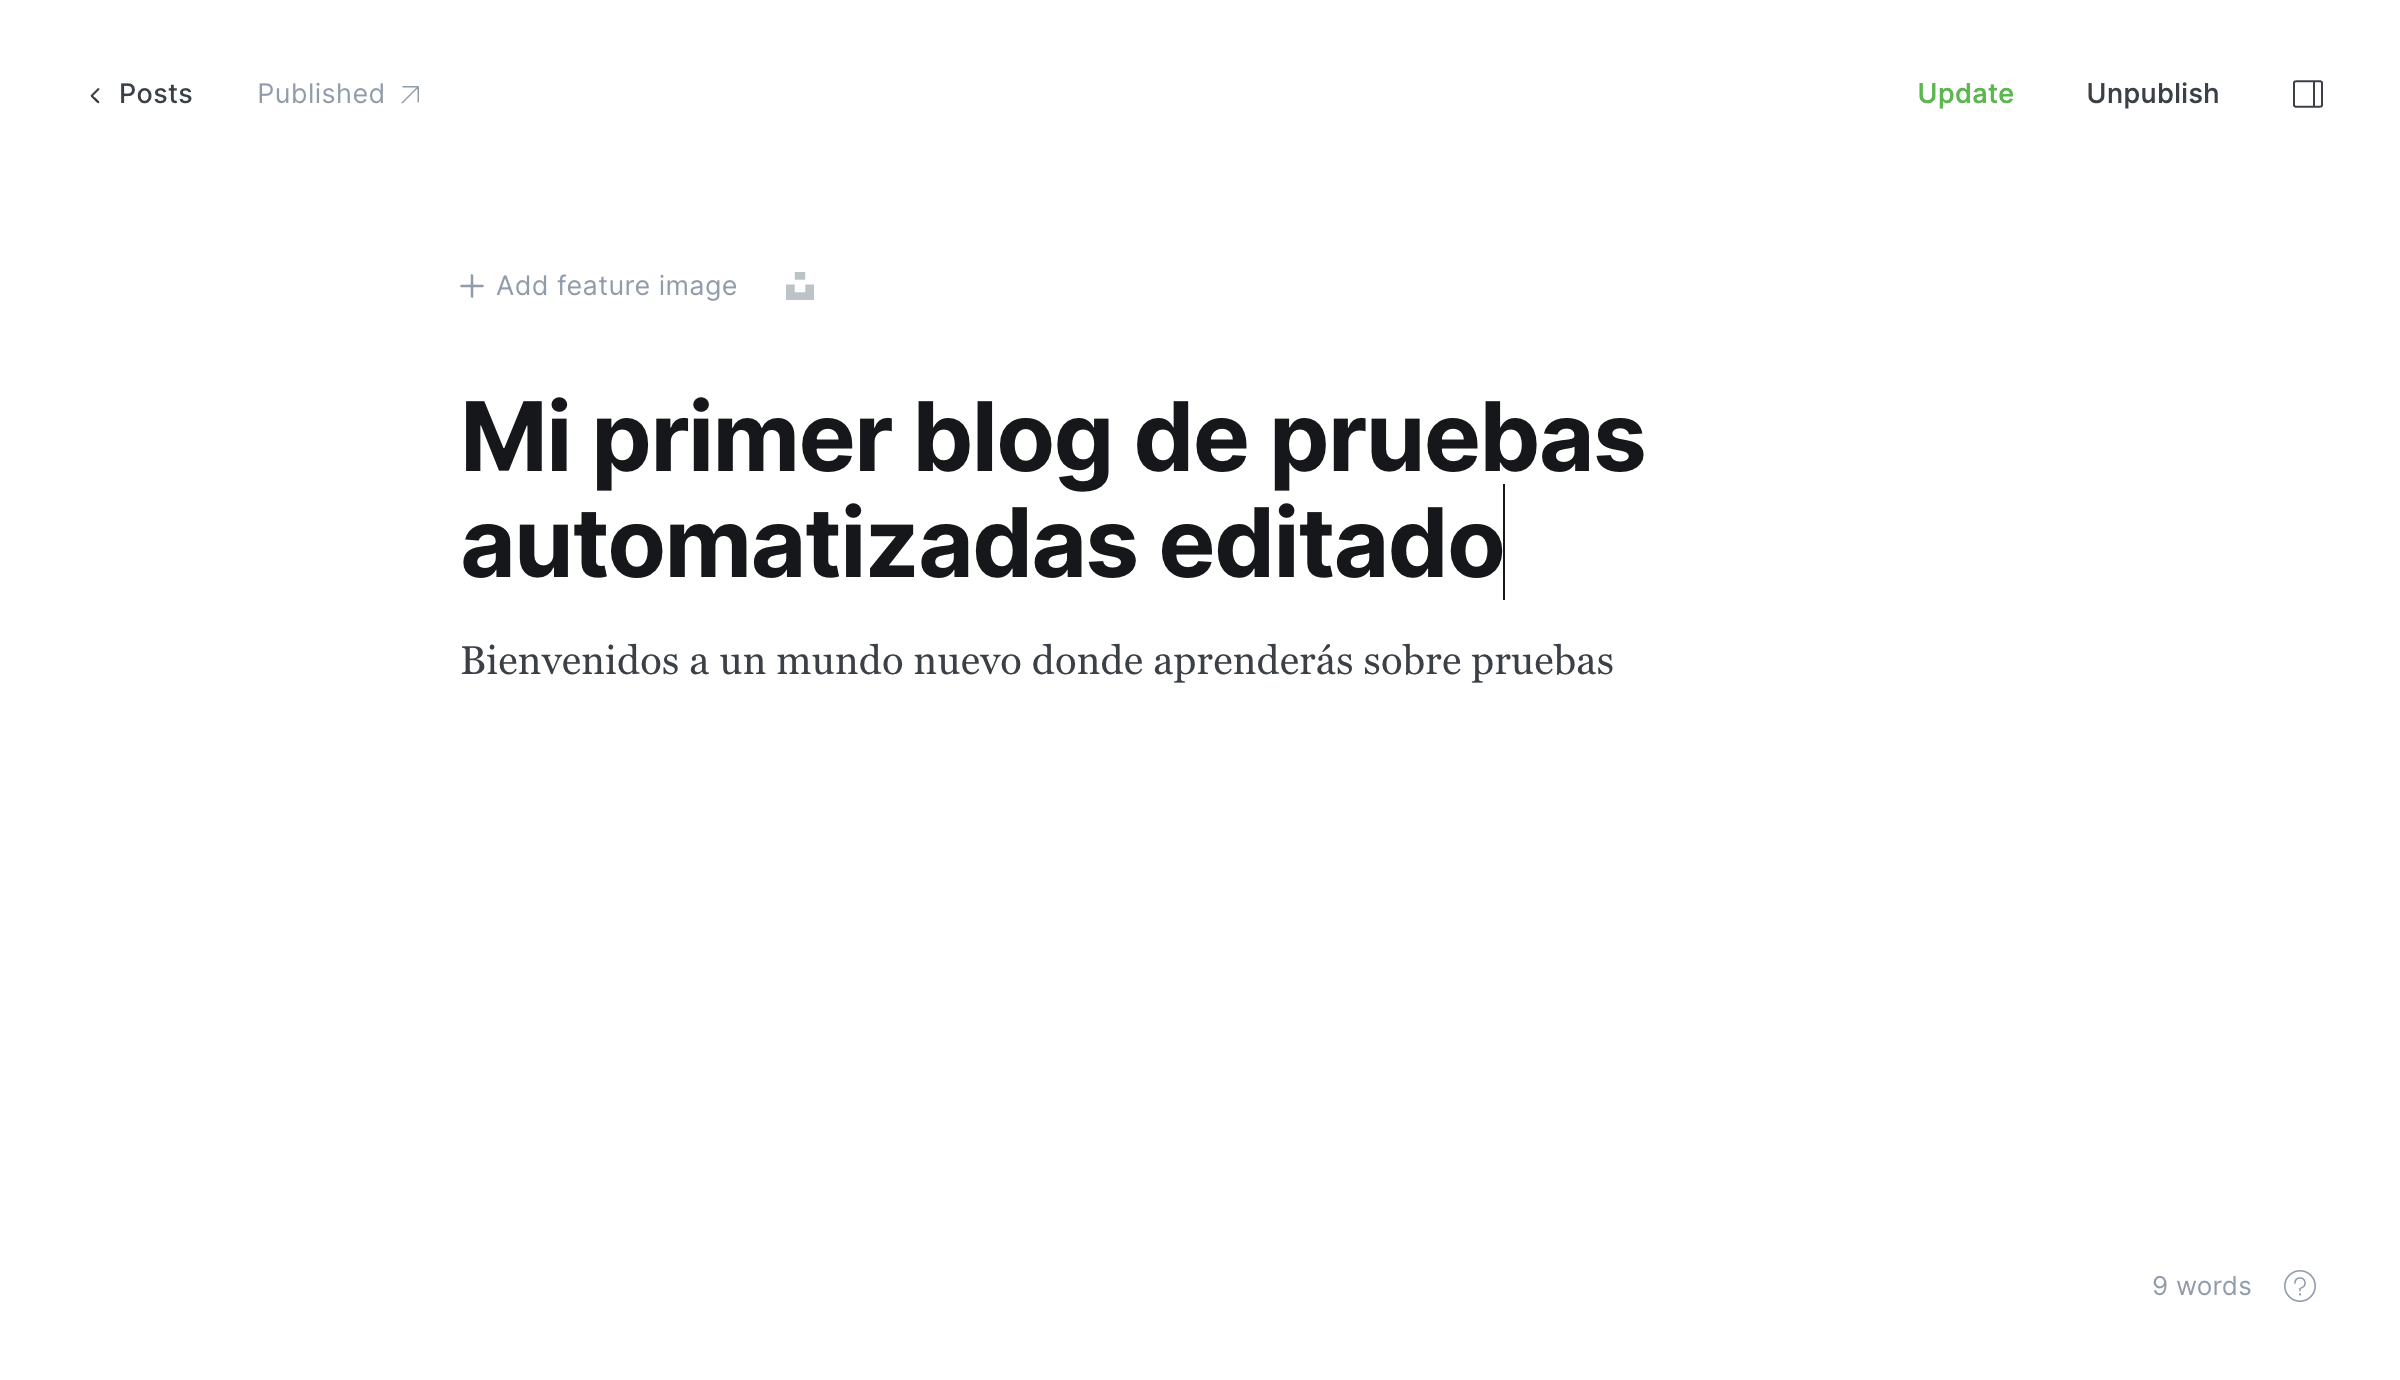 Posts
Published
Update
Unpublish
Add feature image
Mi primer blog de pruebas
automatizadas editado
Bienvenidos a un mundo nuevo donde aprenderás sobre pruebas
9 words
?